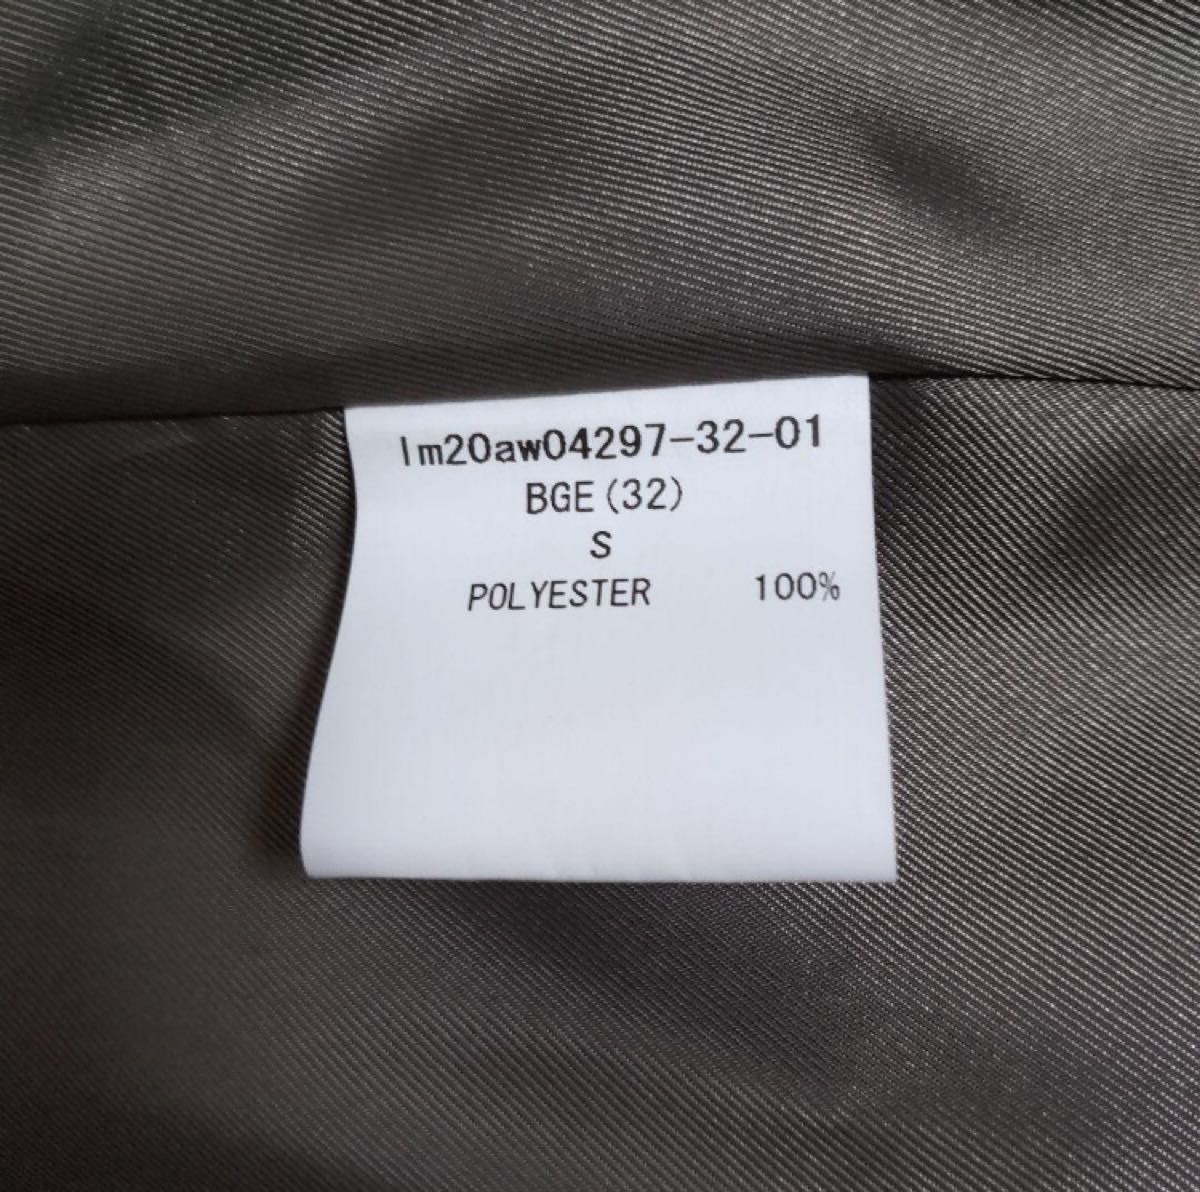 lm20aw04297-32-01
BGE(32)
S
POLYESTER 100%